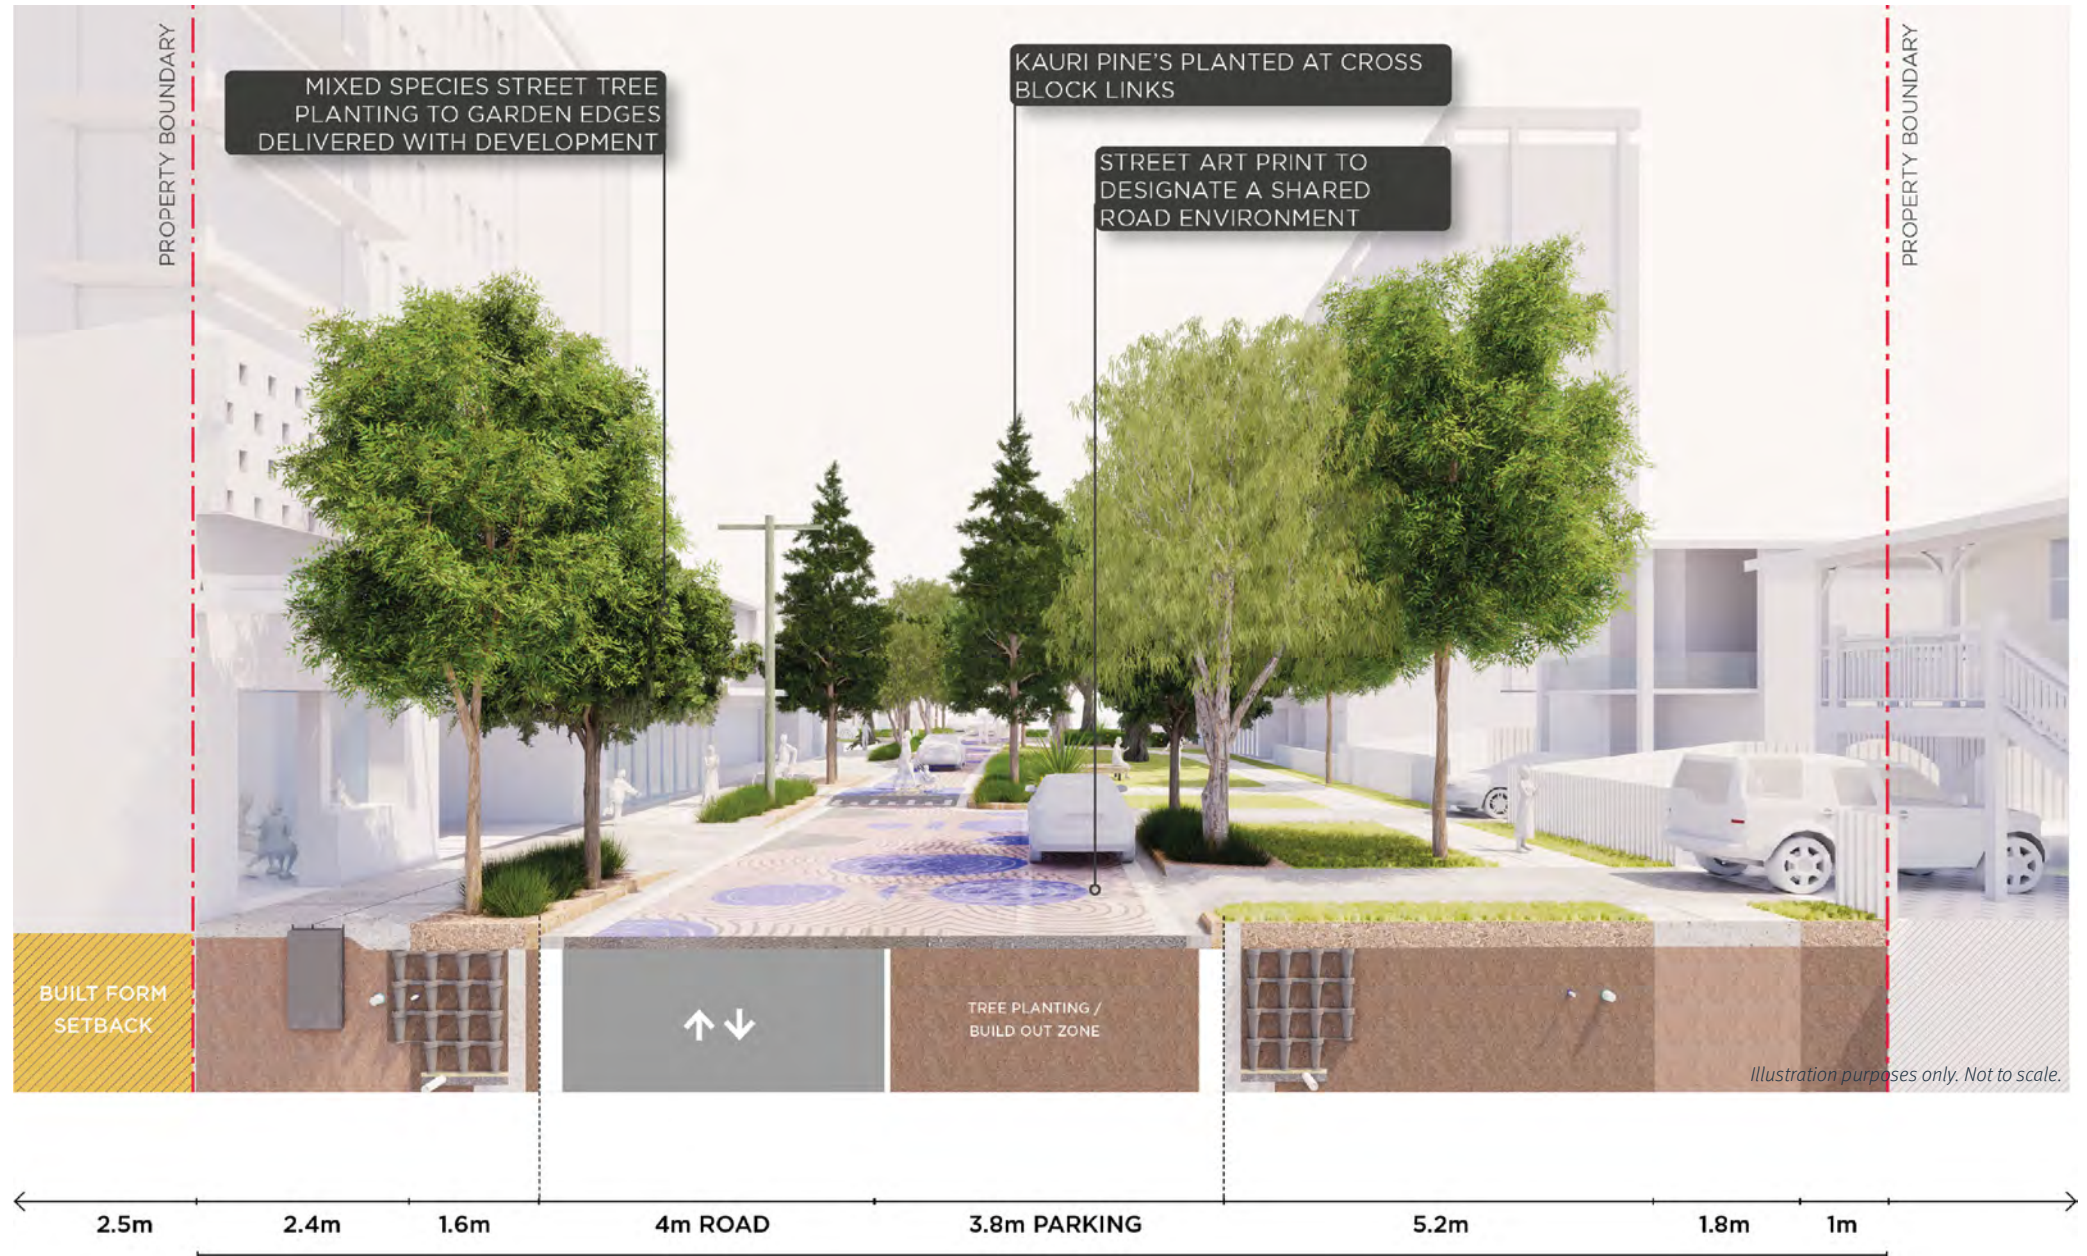 PROPERTY BOUNDARY
MIXED SPECIES STREET TREE
PLANTING TO GARDEN EDGES
DELIVERED WITH DEVELOPMENT
KAURI PINE'S PLANTED AT CROSS
BLOCK LINKS
STREET ART PRINT TO
DESIGNATE A SHARED
ROAD ENVIRONMENT
PROPERTY BOUNDARY
BUILT FORM
SETBACK
TREE PLANTING /
BUILD OUT ZONE
Illustration purposes only. Not to scale.
2.5m
2.4m
1.6m
4m ROAD
3.8m PARKING
5.2m
1.8m
1m